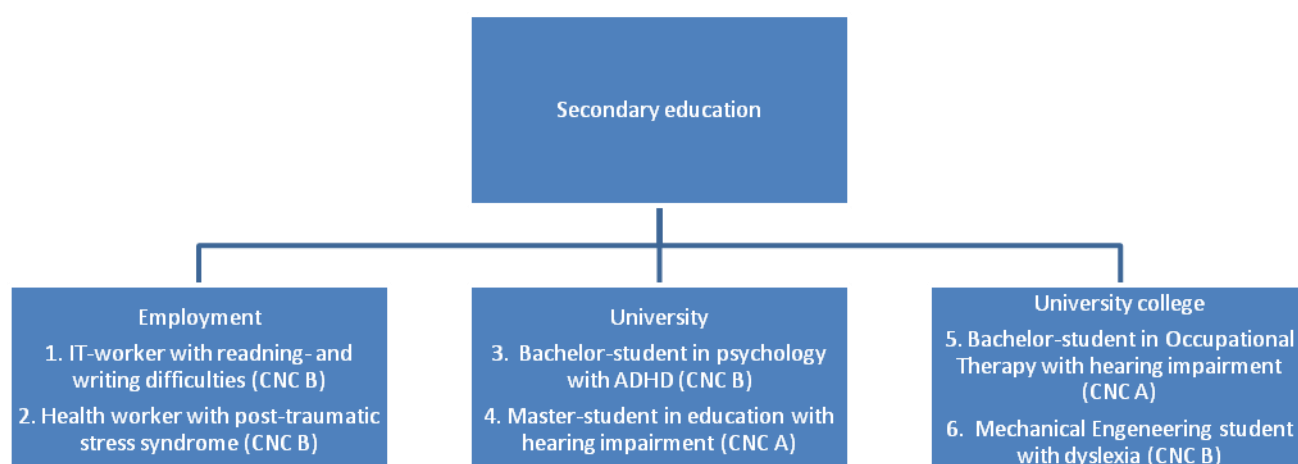 Secondary education
Employment
1. IT-worker with readning- and
writing difficulties (CNC B)
2. Health worker with post-traumatic
stress syndrome (CNC B)
University
3. Bachelor-student in psychology
with ADHD (CNC B)
4. Master-student in education with
hearing impairment (CNC A)
University college
5. Bachelor-student in Occupational
Therapy with hearing impairment
(CNC A)
6. Mechanical Engeneering student
with dyslexia (CNC B)